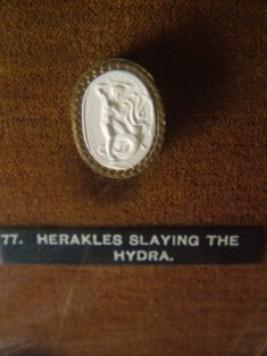 77. HERAKLES SLAYING THE
HYDRA.